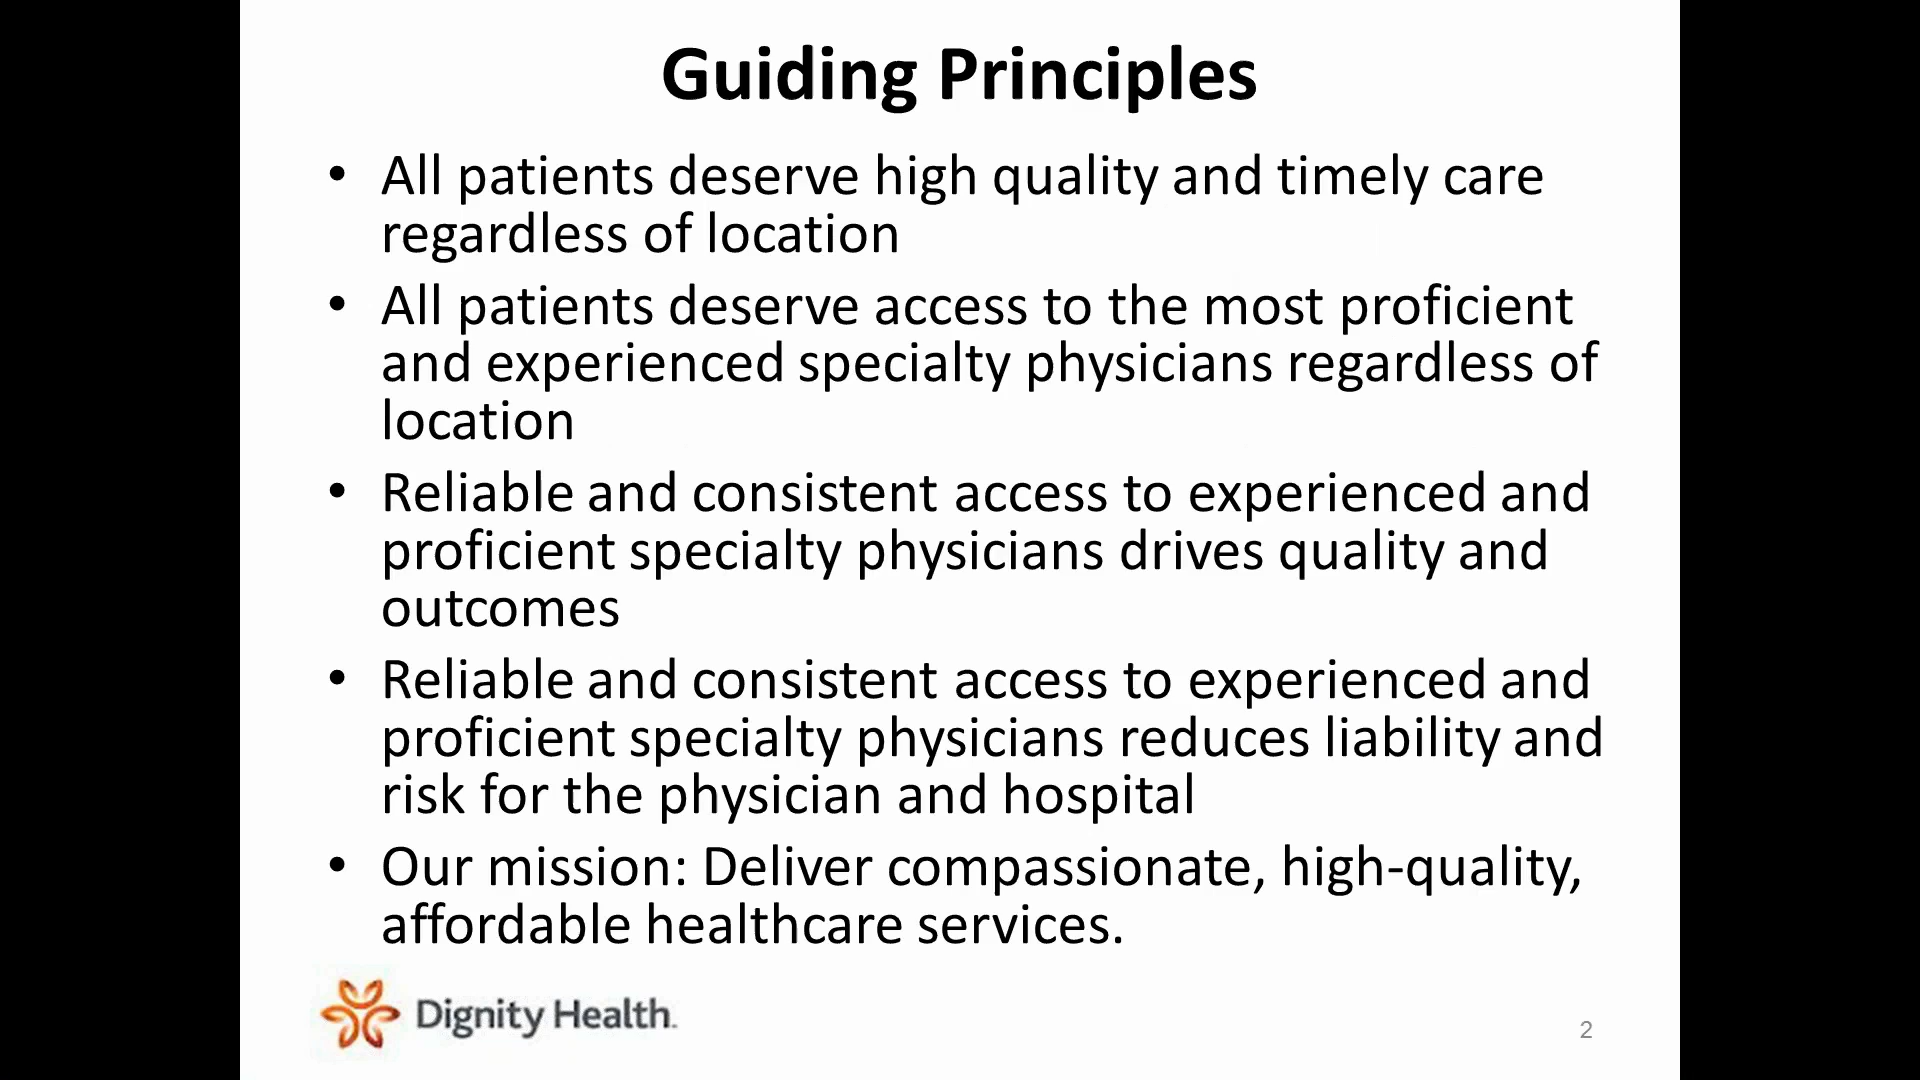 Guiding Principles
• All patients deserve high quality and timely care
regardless of location
• All patients deserve access to the most proficient
and experienced specialty physicians regardless of
location
• Reliable and consistent access to experienced and
proficient specialty physicians drives quality and
outcomes
• Reliable and consistent access to experienced and
proficient specialty physicians reduces liability and
risk for the physician and hospital
• Our mission: Deliver compassionate, high-quality,
affordable healthcare services.
Dignity Health.
2